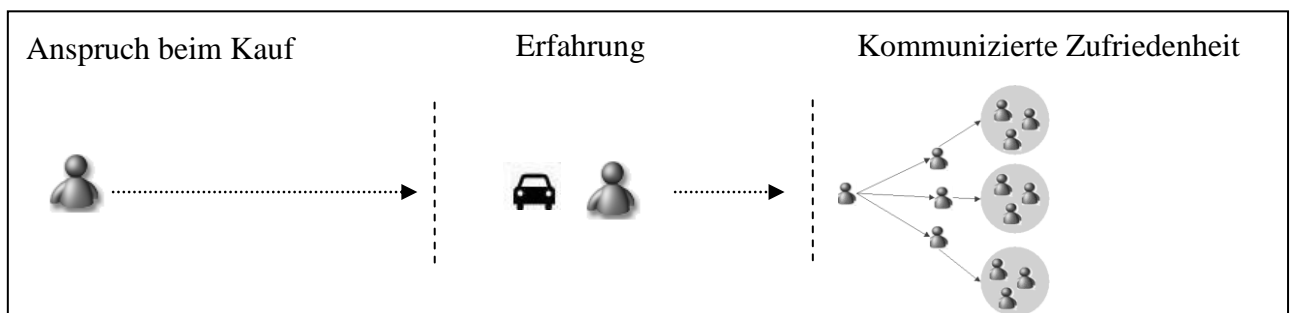 Anspruch beim Kauf
Erfahrung
Kommunizierte Zufriedenheit